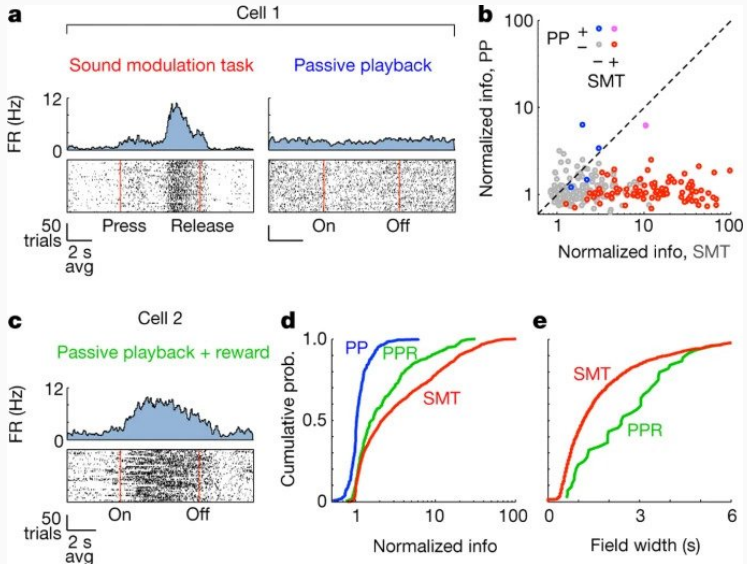 a
Cell 1
Sound modulation task
Passive playback
FR (Hz)
12
0
50
trials
2 s
avg
Press
Release
On
Off
b
Normalized info, PP
100
10
1
PP
+
−
− +
SMT
1
10
100
Normalized info, SMT
c
Cell 2
Passive playback + reward
FR (Hz)
12
0
50
trials
2 s
avg
On
Off
d
Cumulative prob.
1.0
0.5
0
PP
PPR
SMT
1
10
100
Normalized info
e
SMT
PPR
0
3
6
Field width (s)